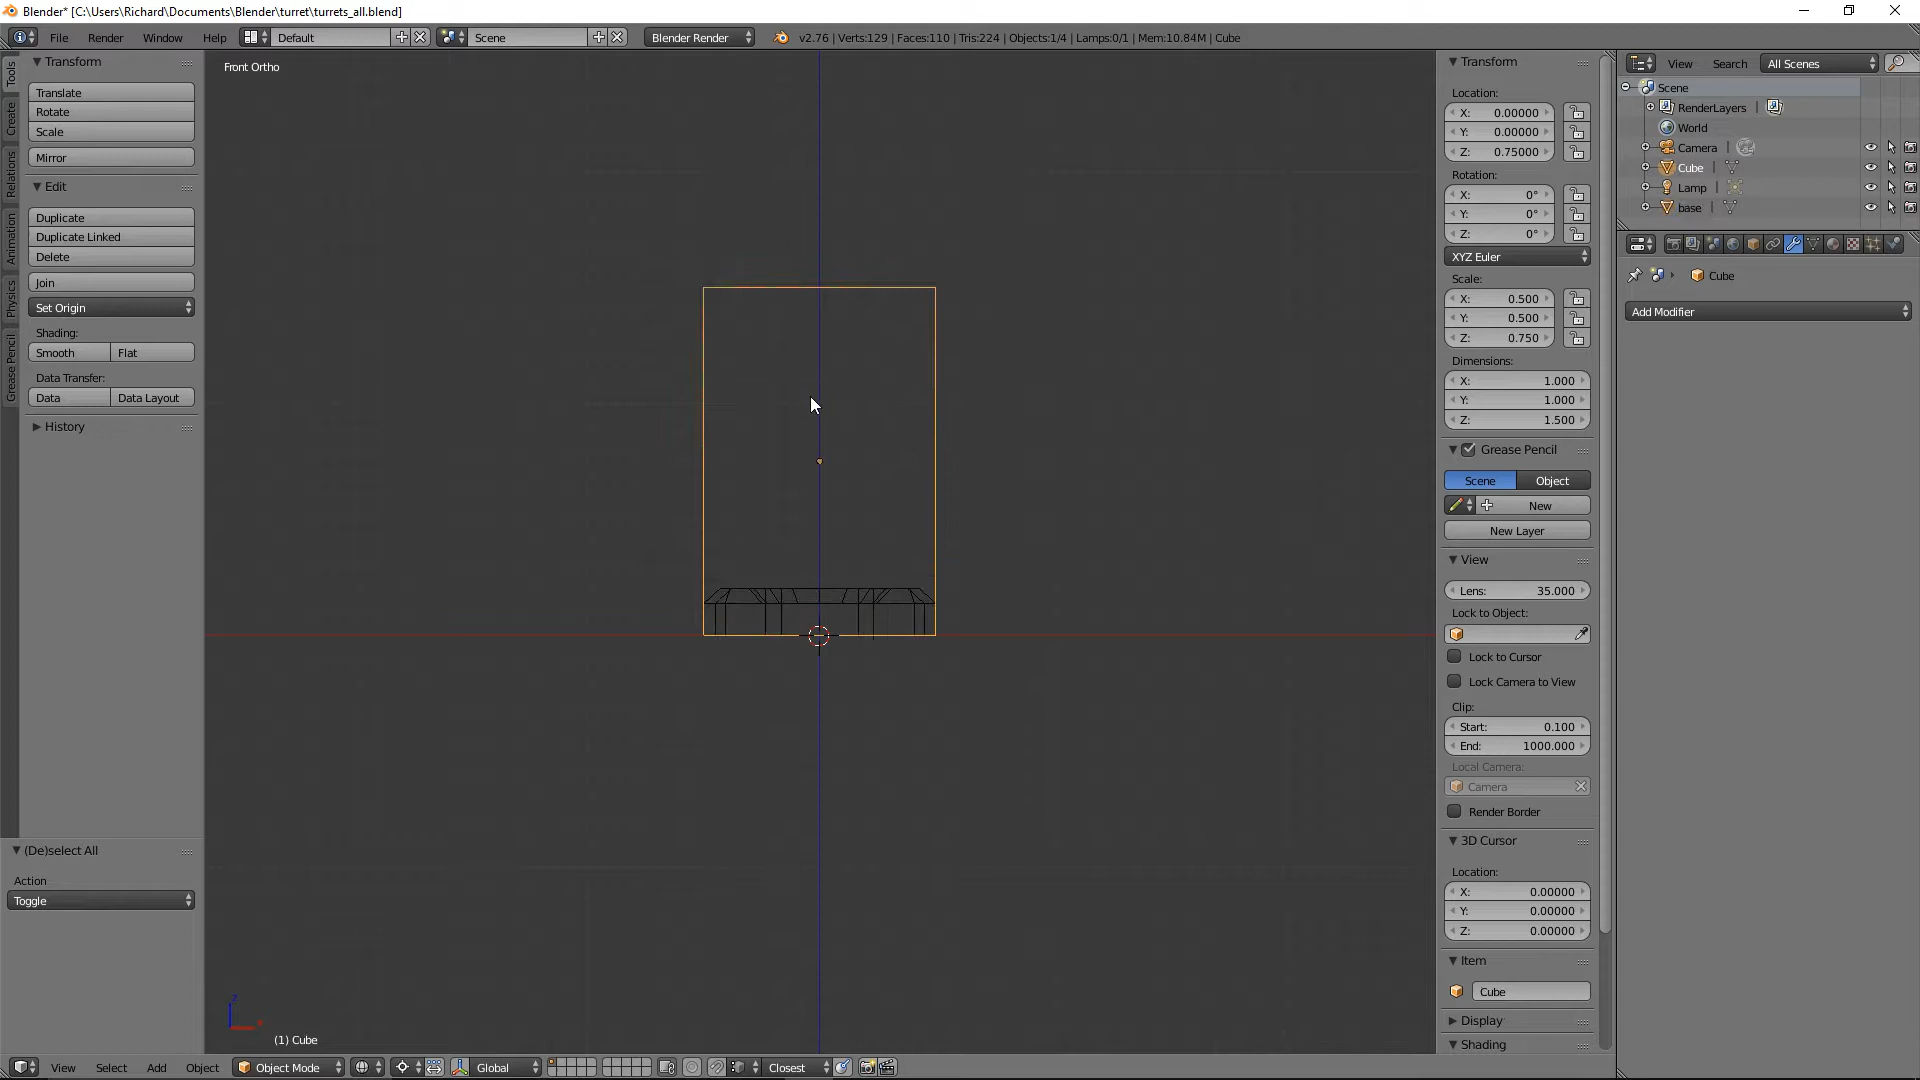 Blender* [C:\Users\Richard\Documents\Blender\turret\turrets_all.blend]
File Render Window Help Default Scene Blender Render v2.76 | Verts:129 | Faces:110 | Tris:224 | Objects:1/4 | Lamps:0/1 | Mem:10.84M | Cube
Tools
Create
Relations
Animation
Physics
Grease Pencil
Transform
Translate
Rotate
Scale
Mirror
Edit
Duplicate
Duplicate Linked
Delete
Join
Set Origin
Shading:
Smooth Flat
Data Transfer:
Data Data Layout
History
(De)select All
Action
Toggle
Front Ortho
z
x
(1) Cube
View Select Add Object Object Mode Global Closest
Transform
Location:
X: 0.00000
Y: 0.00000
Z: 0.75000
Rotation:
X: 0°
Y: 0°
Z: 0°
XYZ Euler
Scale:
X: 0.500
Y: 0.500
Z: 0.750
Dimensions:
X: 1.000
Y: 1.000
Z: 1.500
Grease Pencil
Scene Object
New
New Layer
View
Lens: 35.000
Lock to Object:
Lock to Cursor
Lock Camera to View
Clip:
Start: 0.100
End: 1000.000
Local Camera:
Camera
Render Border
3D Cursor
Location:
X: 0.00000
Y: 0.00000
Z: 0.00000
Item
Cube
Display
Shading
View Search All Scenes
Scene
RenderLayers
World
Camera
Cube
Lamp
base
Cube
Add Modifier